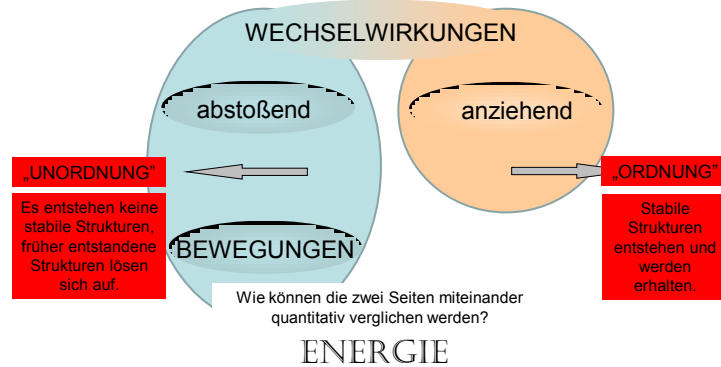 WECHSELWIRKUNGEN
abstoßend
anziehend
„UNORDNUNG”
Es entstehen keine
stabile Strukturen,
früher entstandene
Strukturen lösen
sich auf.
„ORDNUNG”
Stabile
Strukturen
entstehen und
werden
erhalten.
BEWEGUNGEN
Wie können die zwei Seiten miteinander
quantitativ verglichen werden?
ENERGIE